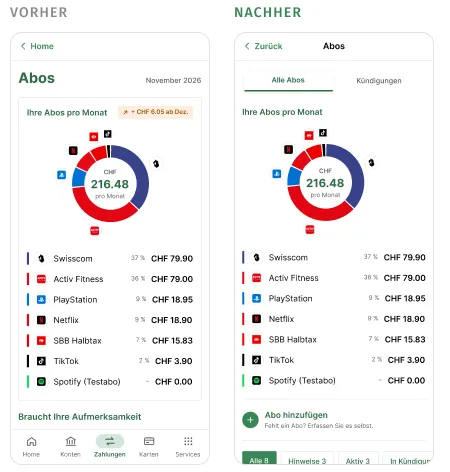 VORHER
Home
Abos
November 2026
Ihre Abos pro Monat
+ CHF 6.05 ab Dez.
CHF
216.48
pro Monat
Swisscom 37 % CHF 79.90
Activ Fitness 36 % CHF 79.00
PlayStation 9 % CHF 18.95
Netflix 9 % CHF 18.90
SBB Halbtax 7 % CHF 15.83
TikTok 2 % CHF 3.90
Spotify (Testabo) – CHF 0.00
Braucht Ihre Aufmerksamkeit
Home Konten Zahlungen Karten Services
NACHHER
Zurück
Abos
Alle Abos
Kündigungen
Ihre Abos pro Monat
CHF
216.48
pro Monat
Swisscom 37 % CHF 79.90
Activ Fitness 36 % CHF 79.00
PlayStation 9 % CHF 18.95
Netflix 9 % CHF 18.90
SBB Halbtax 7 % CHF 15.83
TikTok 2 % CHF 3.90
Spotify (Testabo) – CHF 0.00
Abo hinzufügen
Fehlt ein Abo? Erfassen Sie es selbst.
Alle 8 Hinweise 3 Aktiv 3 In Kündigun